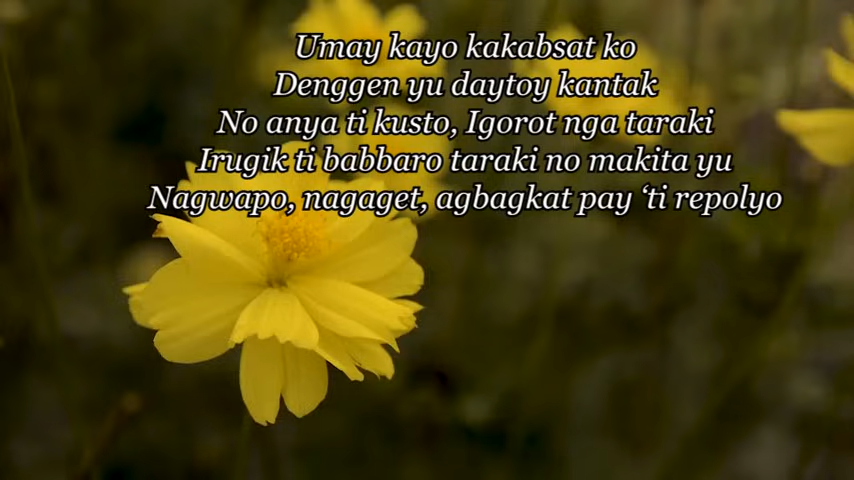 Umay kayo kakabsat ko
Denggen yu daytoy kantak
No anya ti kusto, Igorot nga taraki
Irugik ti babbaro taraki no makita yu
Nagwapo, nagaget, agbagkat pay ‘ti repolyo